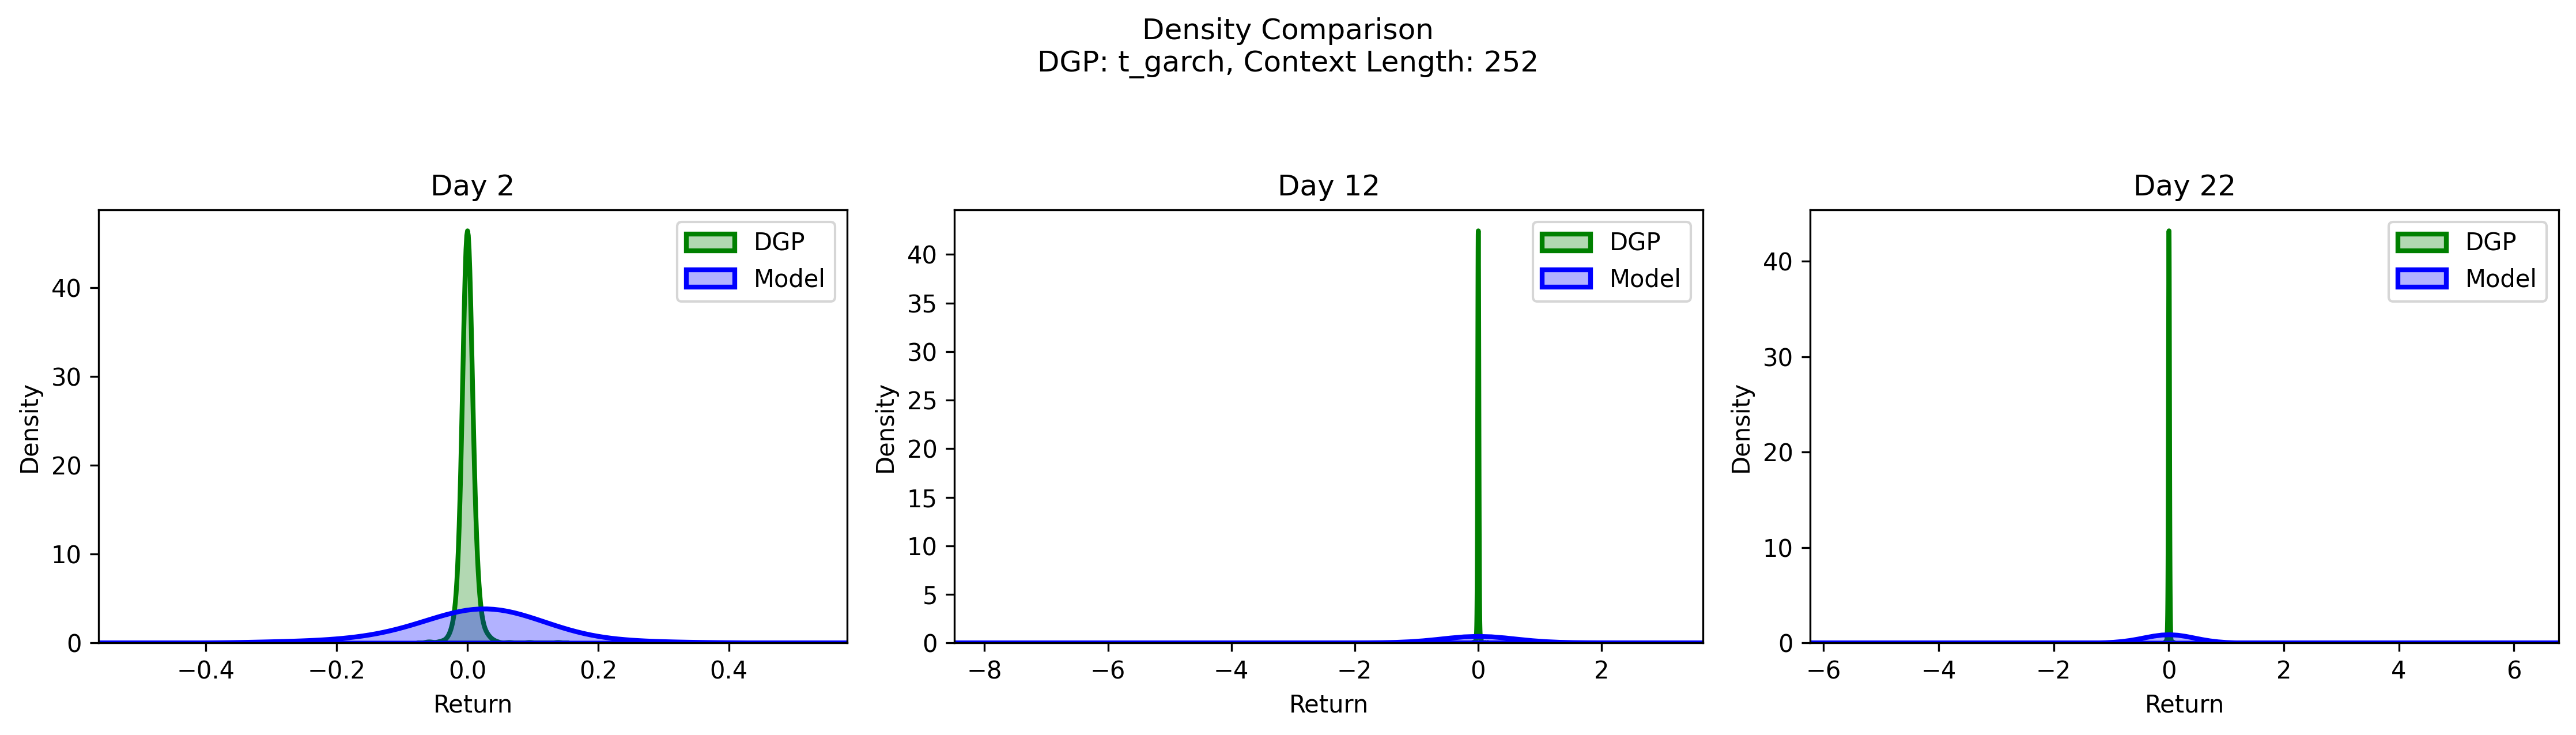 Density Comparison
DGP: t_garch, Context Length: 252
Day 2
Density
40
30
20
10
0
−0.4
−0.2
0.0
0.2
0.4
Return
DGP
Model
Day 12
Density
40
35
30
25
20
15
10
5
0
−8
−6
−4
−2
0
2
Return
DGP
Model
Day 22
Density
40
30
20
10
0
−6
−4
−2
0
2
4
6
Return
DGP
Model